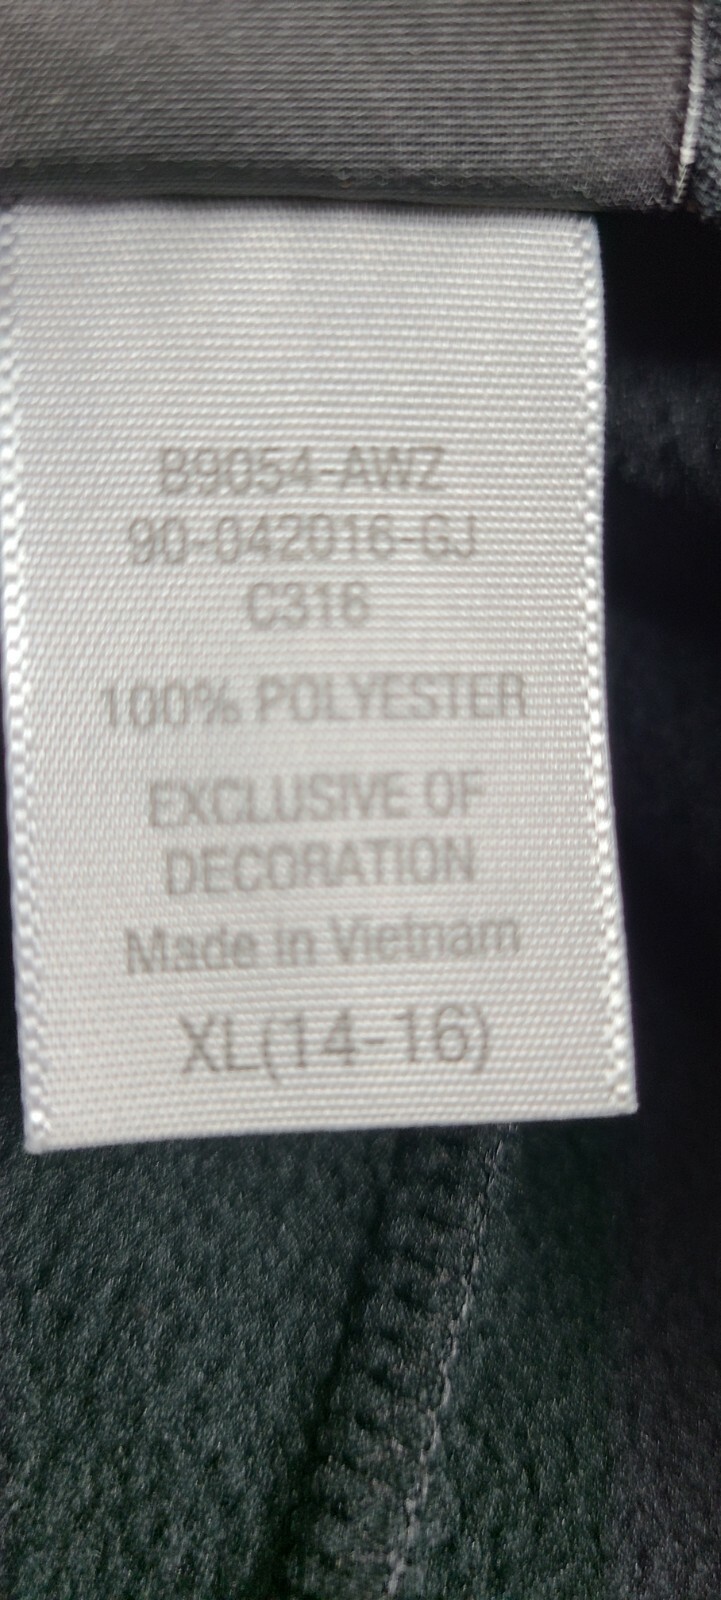 B9054-AWZ
90-042016-GJ
C316
100% POLYESTER
EXCLUSIVE OF
DECORATION
Made in Vietnam
XL(14-16)